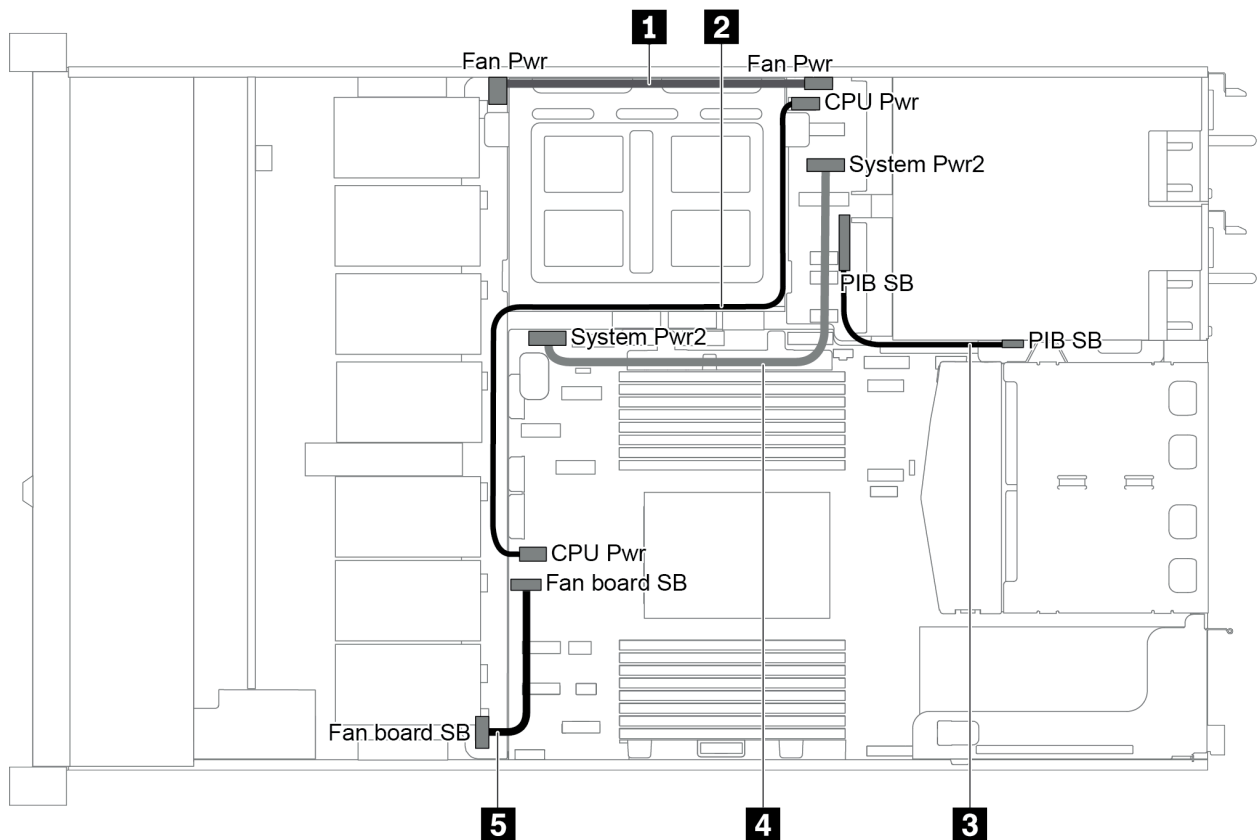 1
2
Fan Pwr
Fan Pwr
CPU Pwr
System Pwr2
PIB SB
System Pwr2
PIB SB
CPU Pwr
Fan board SB
Fan board SB
5
4
3